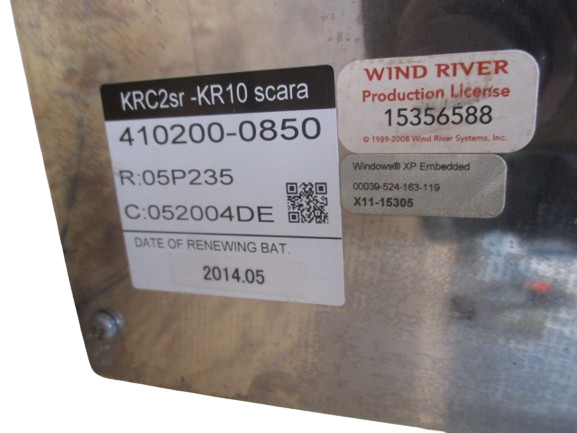 KRC2sr -KR10 scara
410200-0850
R:05P235
C:052004DE
DATE OF RENEWING BAT.
2014.05
WIND RIVER
Production License
15356588
© 1989-2008 Wind River Systems, Inc.
Windows® XP Embedded
00039-524-163-119
X11-15305